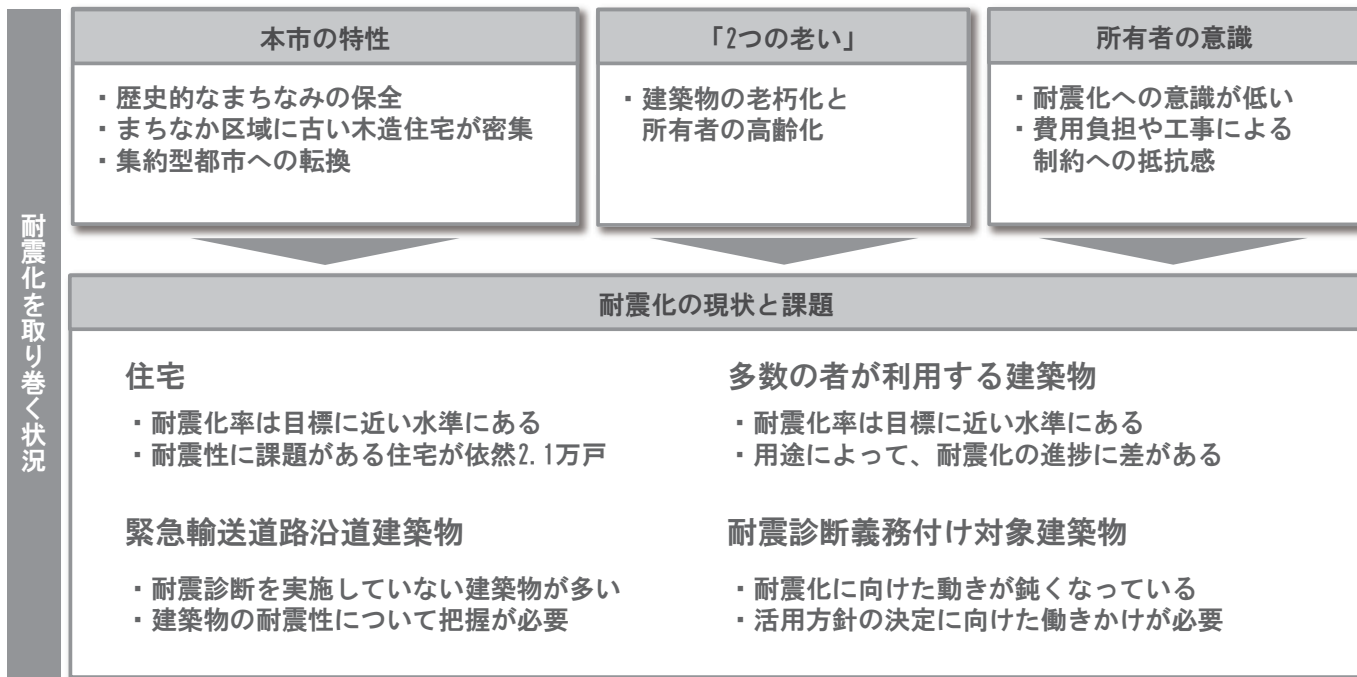 耐震化を取り巻く状況
本市の特性
・歴史的なまちなみの保全
・まちなか区域に古い木造住宅が密集
・集約型都市への転換
「2つの老い」
・建築物の老朽化と
所有者の高齢化
所有者の意識
・耐震化への意識が低い
・費用負担や工事による
制約への抵抗感
耐震化の現状と課題
住宅
・耐震化率は目標に近い水準にある
・耐震性に課題がある住宅が依然2.1万戸
多数の者が利用する建築物
・耐震化率は目標に近い水準にある
・用途によって、耐震化の進捗に差がある
緊急輸送道路沿道建築物
・耐震診断を実施していない建築物が多い
・建築物の耐震性について把握が必要
耐震診断義務付け対象建築物
・耐震化に向けた動きが鈍くなっている
・活用方針の決定に向けた働きかけが必要